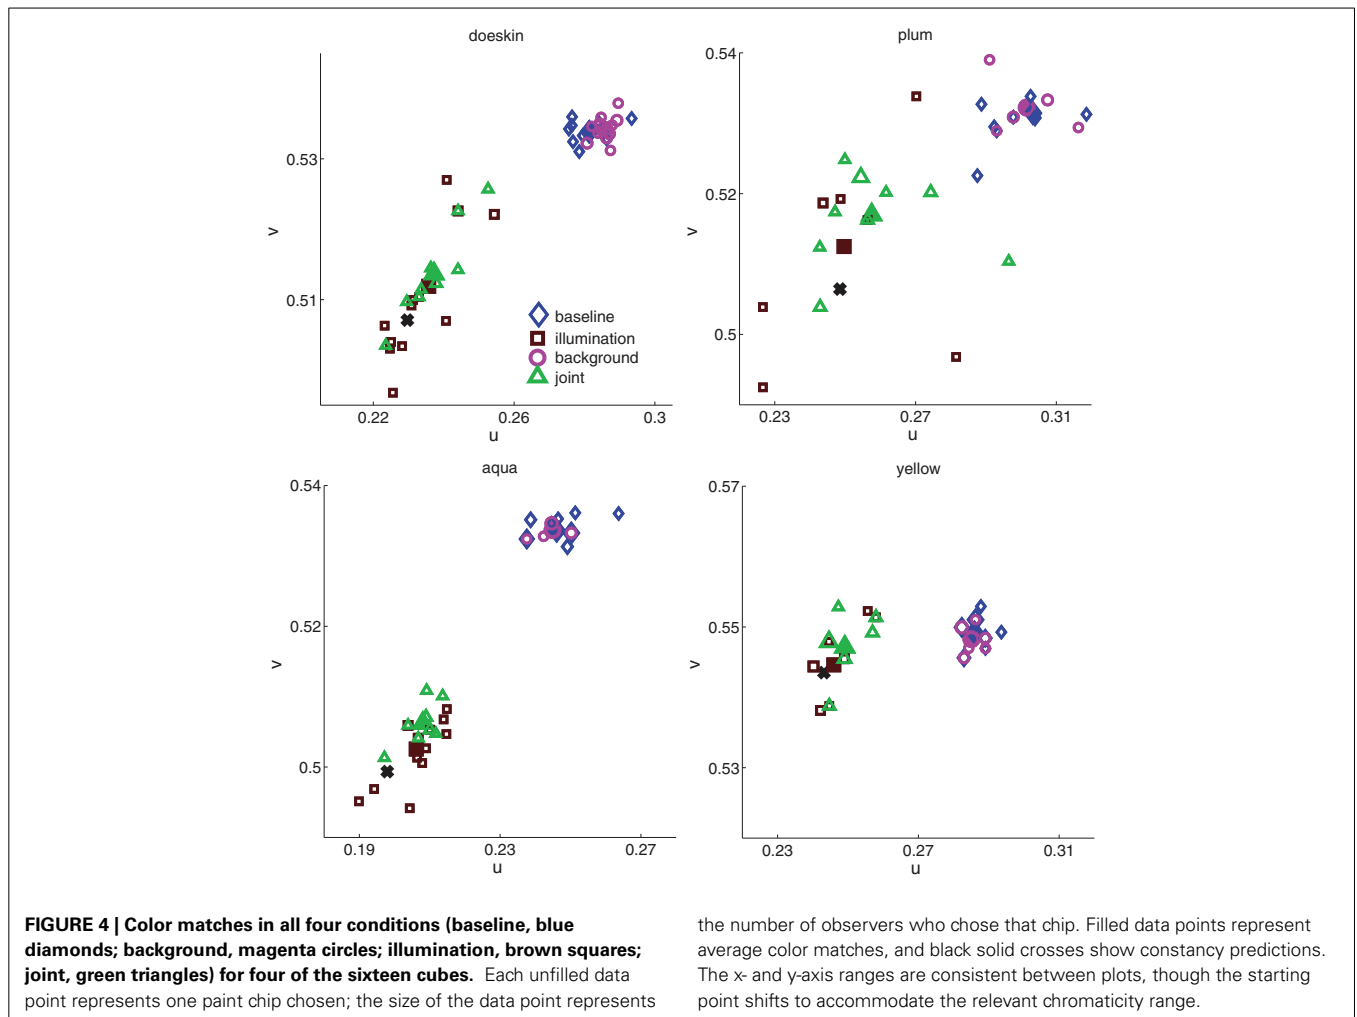 doeskin
0.53
0.51
v
0.22
0.26
0.3
u
baseline
illumination
background
joint
plum
0.54
0.52
0.5
v
0.23
0.27
0.31
u
aqua
0.54
0.52
0.5
v
0.19
0.23
0.27
u
yellow
0.57
0.55
0.53
v
0.23
0.27
0.31
u
FIGURE 4 | Color matches in all four conditions (baseline, blue
diamonds; background, magenta circles; illumination, brown squares;
joint, green triangles) for four of the sixteen cubes. Each unfilled data
point represents one paint chip chosen; the size of the data point represents
the number of observers who chose that chip. Filled data points represent
average color matches, and black solid crosses show constancy predictions.
The x- and y-axis ranges are consistent between plots, though the starting
point shifts to accommodate the relevant chromaticity range.